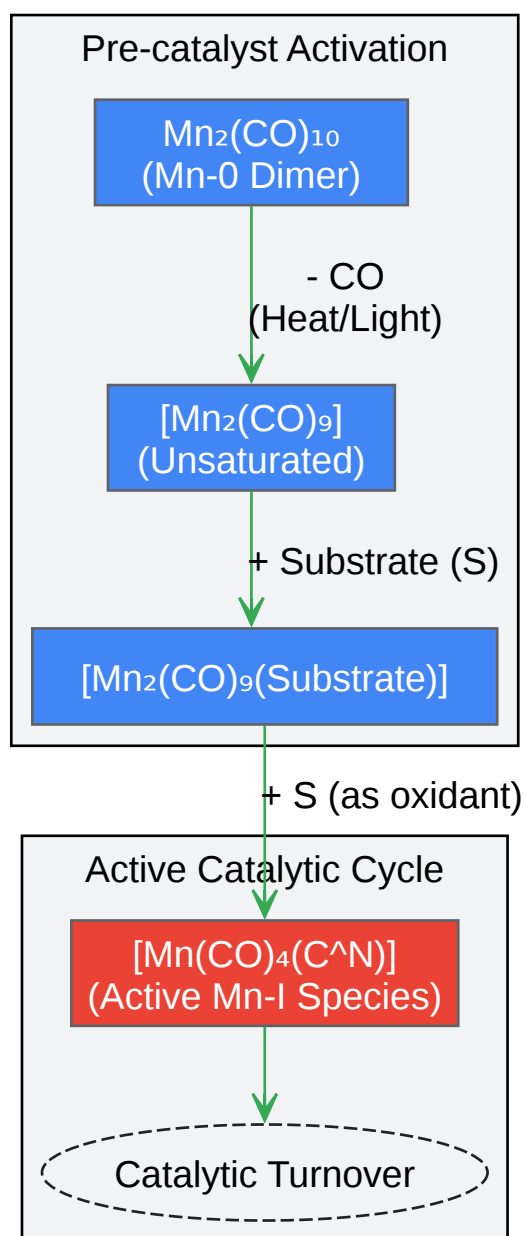 Pre-catalyst Activation
Mn₂(CO)₁₀
(Mn-0 Dimer)
- CO
(Heat/Light)
[Mn₂(CO)₉]
(Unsaturated)
+ Substrate (S)
[Mn₂(CO)₉(Substrate)]
+ S (as oxidant)
Active Catalytic Cycle
[Mn(CO)₄(C^N)]
(Active Mn-I Species)
Catalytic Turnover